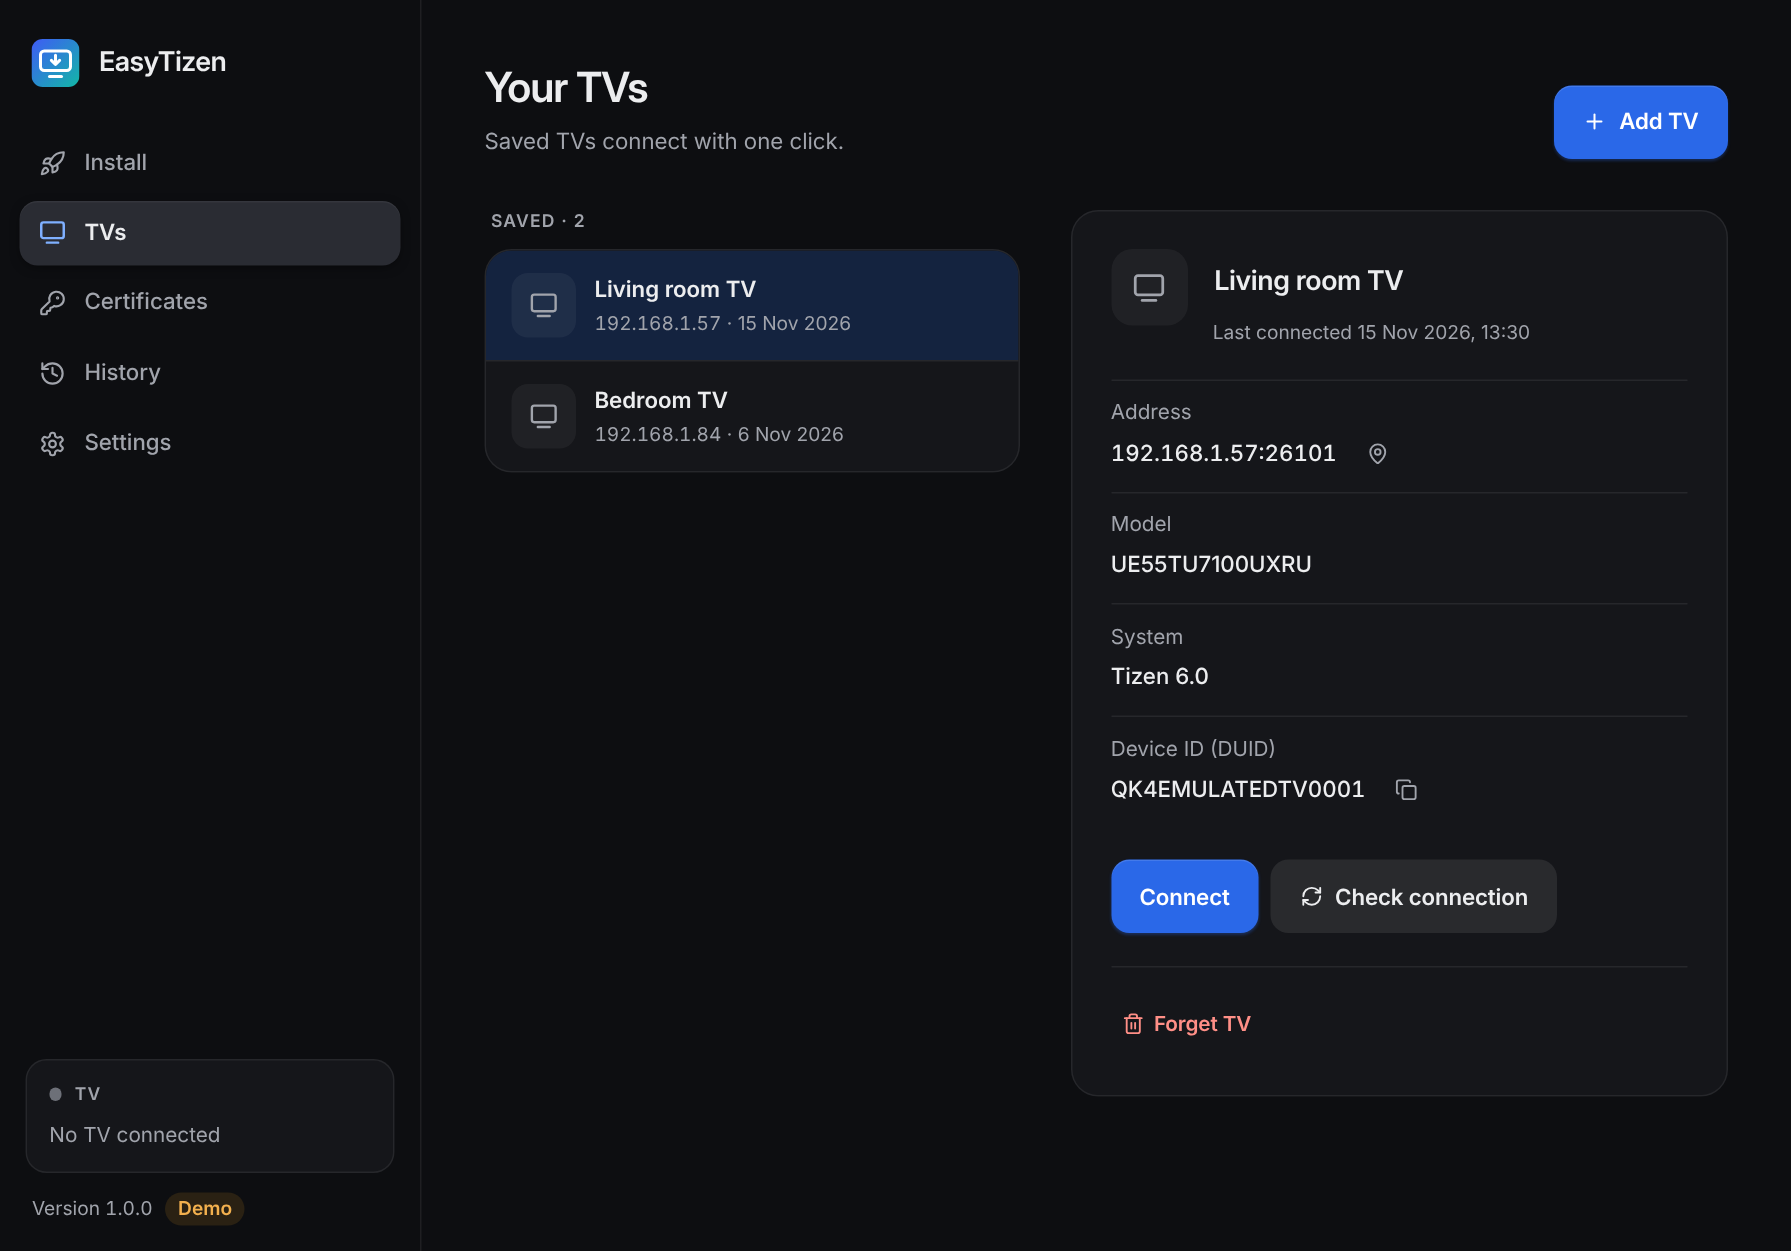 EasyTizen
Install
TVs
Certificates
History
Settings
TV
No TV connected
Version 1.0.0 Demo
Your TVs
Saved TVs connect with one click.
Add TV
SAVED · 2
Living room TV
192.168.1.57 · 15 Nov 2026
Bedroom TV
192.168.1.84 · 6 Nov 2026
Living room TV
Last connected 15 Nov 2026, 13:30
Address
192.168.1.57:26101
Model
UE55TU7100UXRU
System
Tizen 6.0
Device ID (DUID)
QK4EMULATEDTV0001
Connect
Check connection
Forget TV